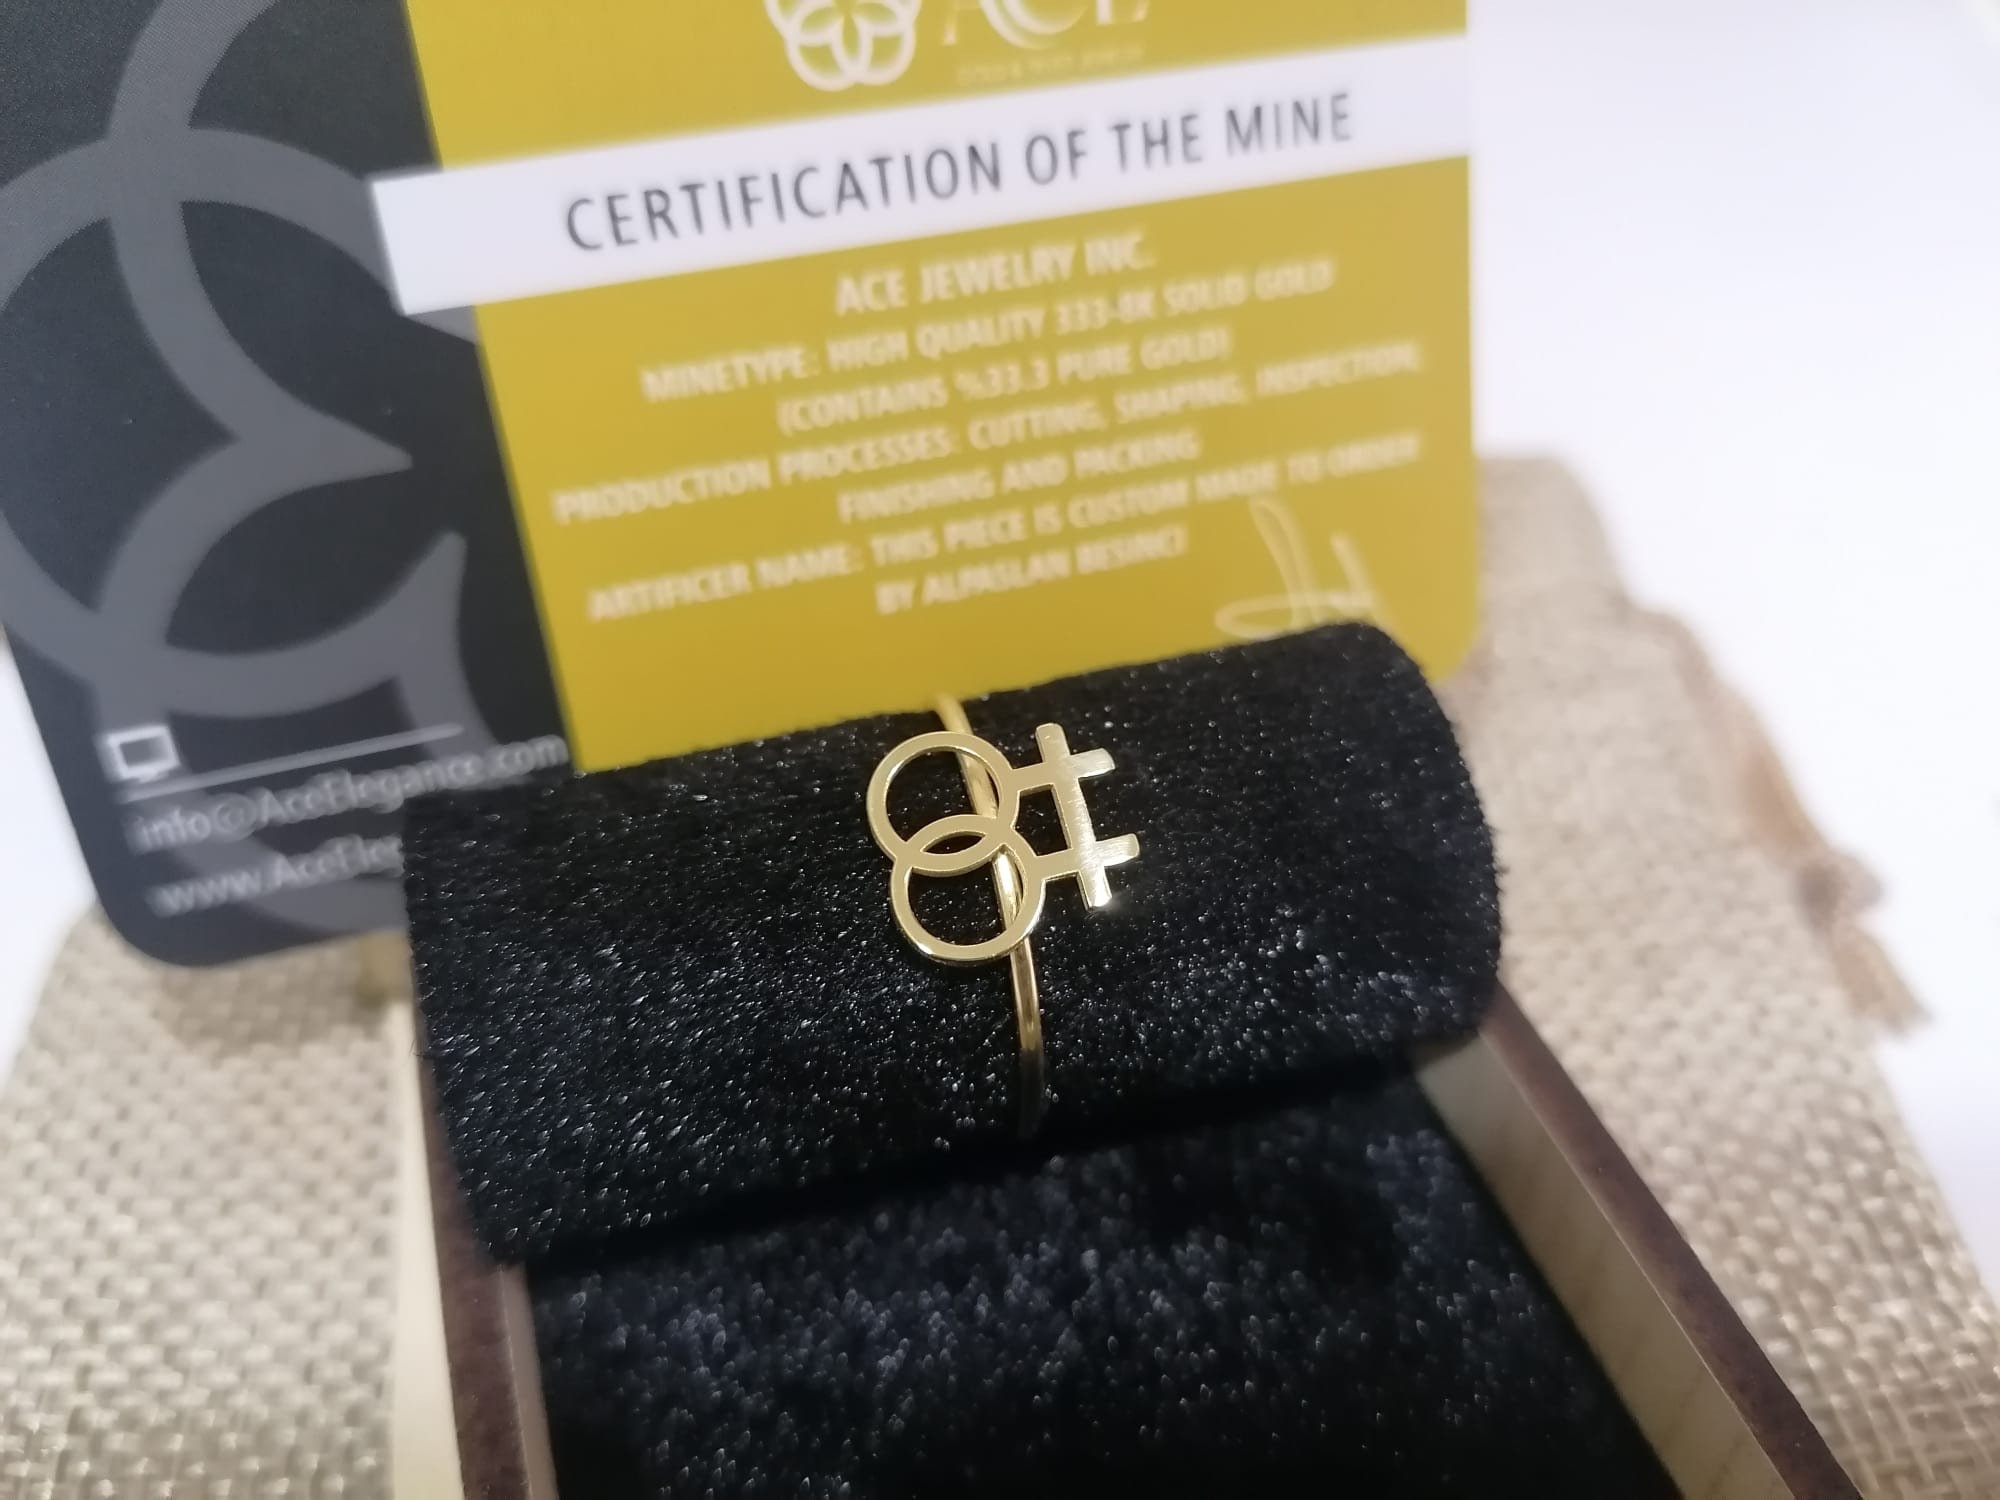 ACE
CERTIFICATION OF THE MINE
ACE JEWELRY INC.
MINETYPE: HIGH QUALITY 333-8K SOLID GOLD
(CONTAINS %33.3 PURE GOLD)
PRODUCTION PROCESSES: CUTTING, SHAPING, INSPECTION,
FINISHING AND PACKING
ARTIFICER NAME: THIS PIECE IS CUSTOM MADE TO ORDER
BY ALPASLAN BESINCI
info@AceElegance.com
www.AceEleg